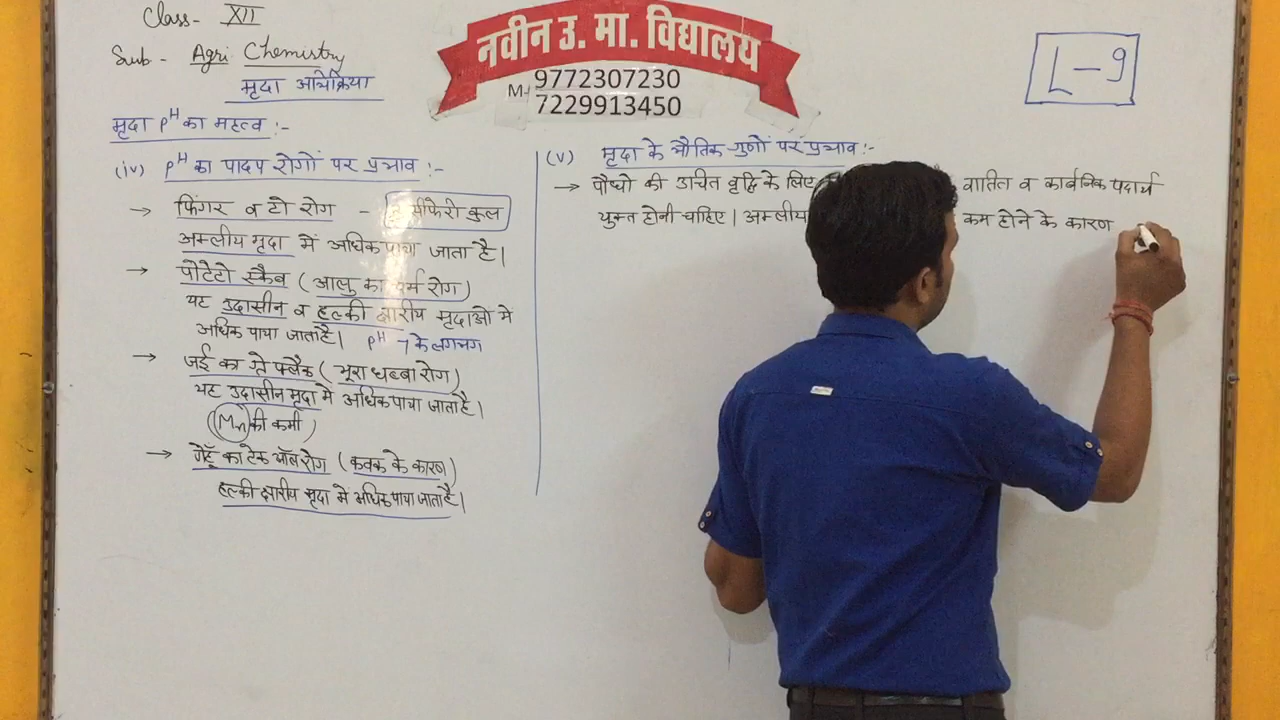 Class- XII
Sub - Agri Chemistry
मृदा अभिक्रिया
नवीन उ. मा. विद्यालय
M- 9772307230
7229913450
L-9
मृदा pH का महत्व :-
(iv) pH का पादप रोगों पर प्रभाव :-
→ फिंगर व टो रोग - कुल
अम्लीय मृदा में अधिक पाया जाता है।
→ पोटेटो स्कैब (आलु का चर्म रोग)
यह उदासीन व हल्की क्षारीय मृदाओं में
अधिक पाया जाता है। pH 7 के लगभग
→ जई का ग्रे (भूरा धब्बा रोग)
यह उदासीन मृदा में अधिक पाया जाता है।
(Mn की कमी)
→ गेहूँ का टेक ऑल रोग (कवक के कारण)
हल्की क्षारीय मृदा में अधिक पाया जाता है।
(v) मृदा के भौतिक गुणों पर प्रभाव :-
→ पौधो की उचित वृद्धि के लिए वातित व कार्बनिक पदार्थ
युक्त होनी चाहिए। अम्लीय कम होने के कारण